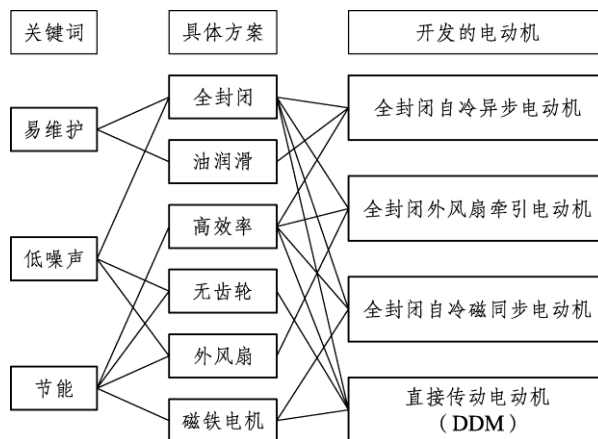 关键词
具体方案
开发的电动机
易维护
低噪声
节能
全封闭
油润滑
高效率
无齿轮
外风扇
磁铁电机
全封闭自冷异步电动机
全封闭外风扇牵引电动机
全封闭自冷磁同步电动机
直接传动电动机
（DDM）